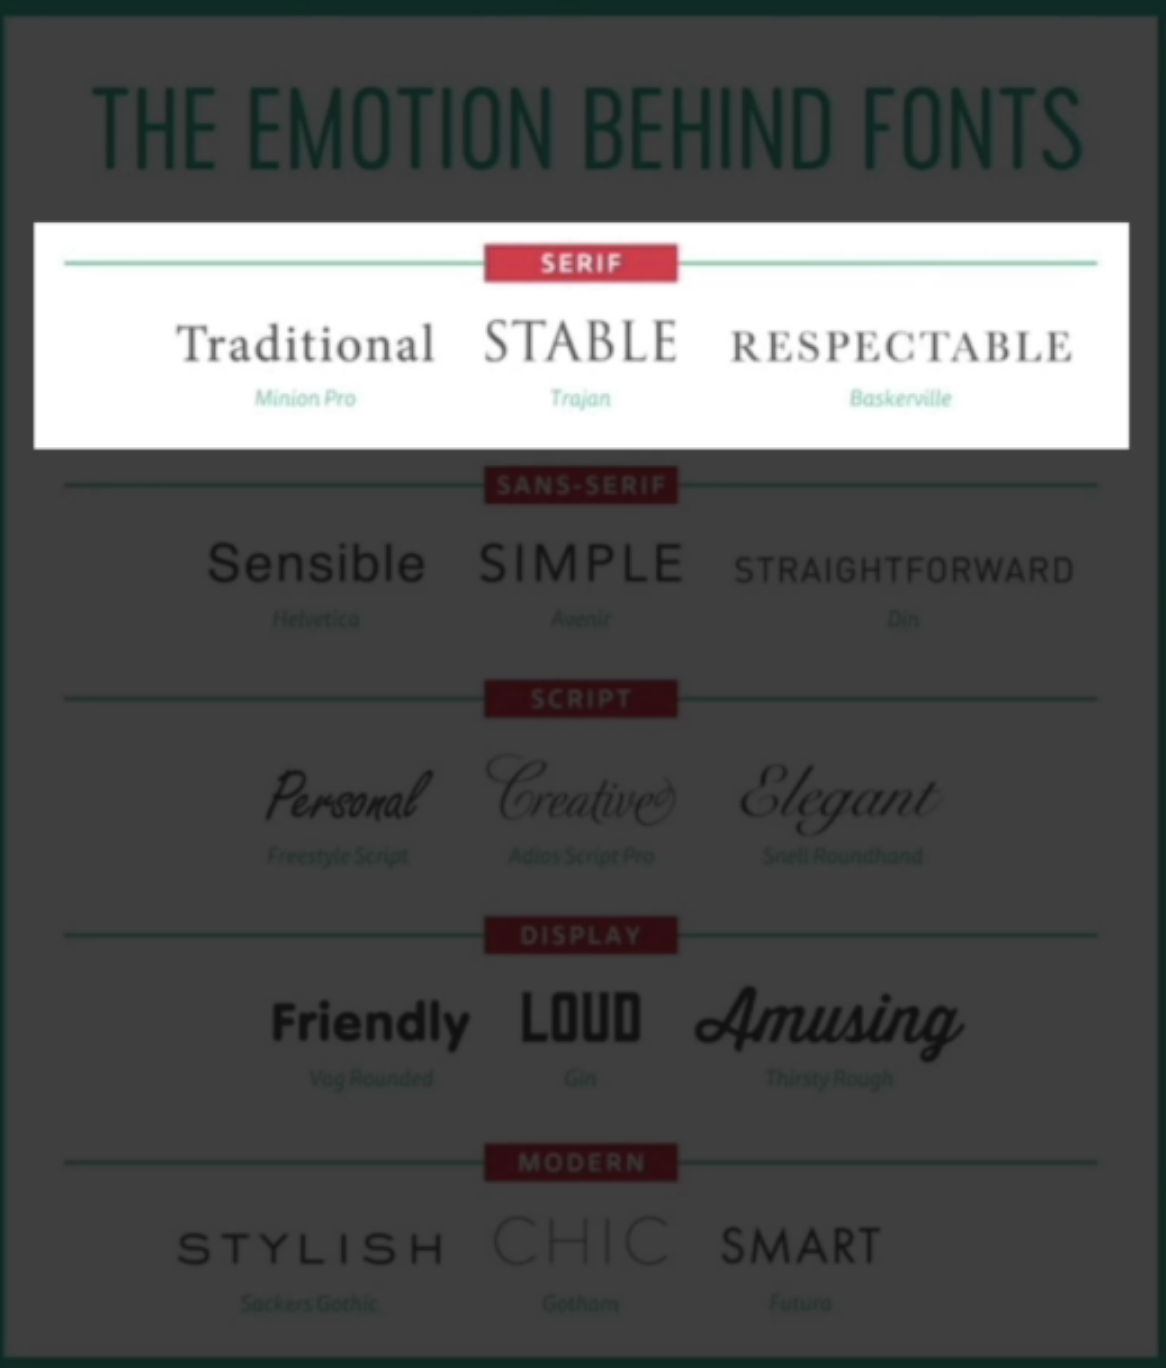 THE EMOTION BEHIND FONTS
SERIF
Traditional STABLE RESPECTABLE
Minion Pro Trajan Baskerville
SANS-SERIF
Sensible SIMPLE STRAIGHTFORWARD
Helvetica Avenir Din
SCRIPT
Personal Creative Elegant
Freestyle Script Adios Script Pro Snell Roundhand
DISPLAY
Friendly LOUD Amusing
Vag Rounded Gin Thirsty Rough
MODERN
STYLISH CHIC SMART
Sackers Gothic Gotham Futura